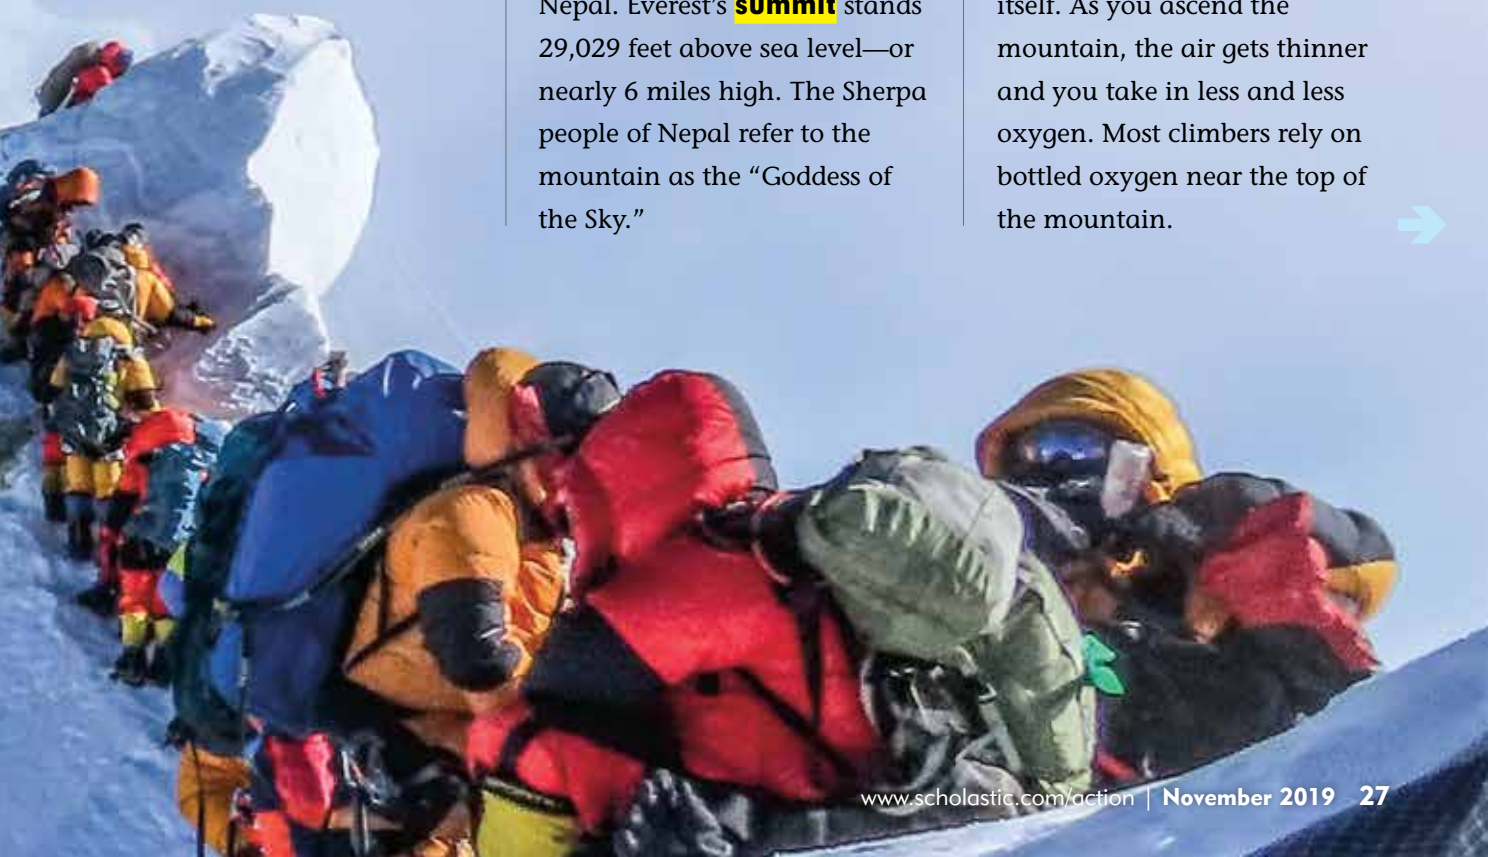 Nepal. Everest’s summit stands
29,029 feet above sea level—or
nearly 6 miles high. The Sherpa
people of Nepal refer to the
mountain as the “Goddess of
the Sky.”
itself. As you ascend the
mountain, the air gets thinner
and you take in less and less
oxygen. Most climbers rely on
bottled oxygen near the top of
the mountain.
www.scholastic.com/action | November 2019 27